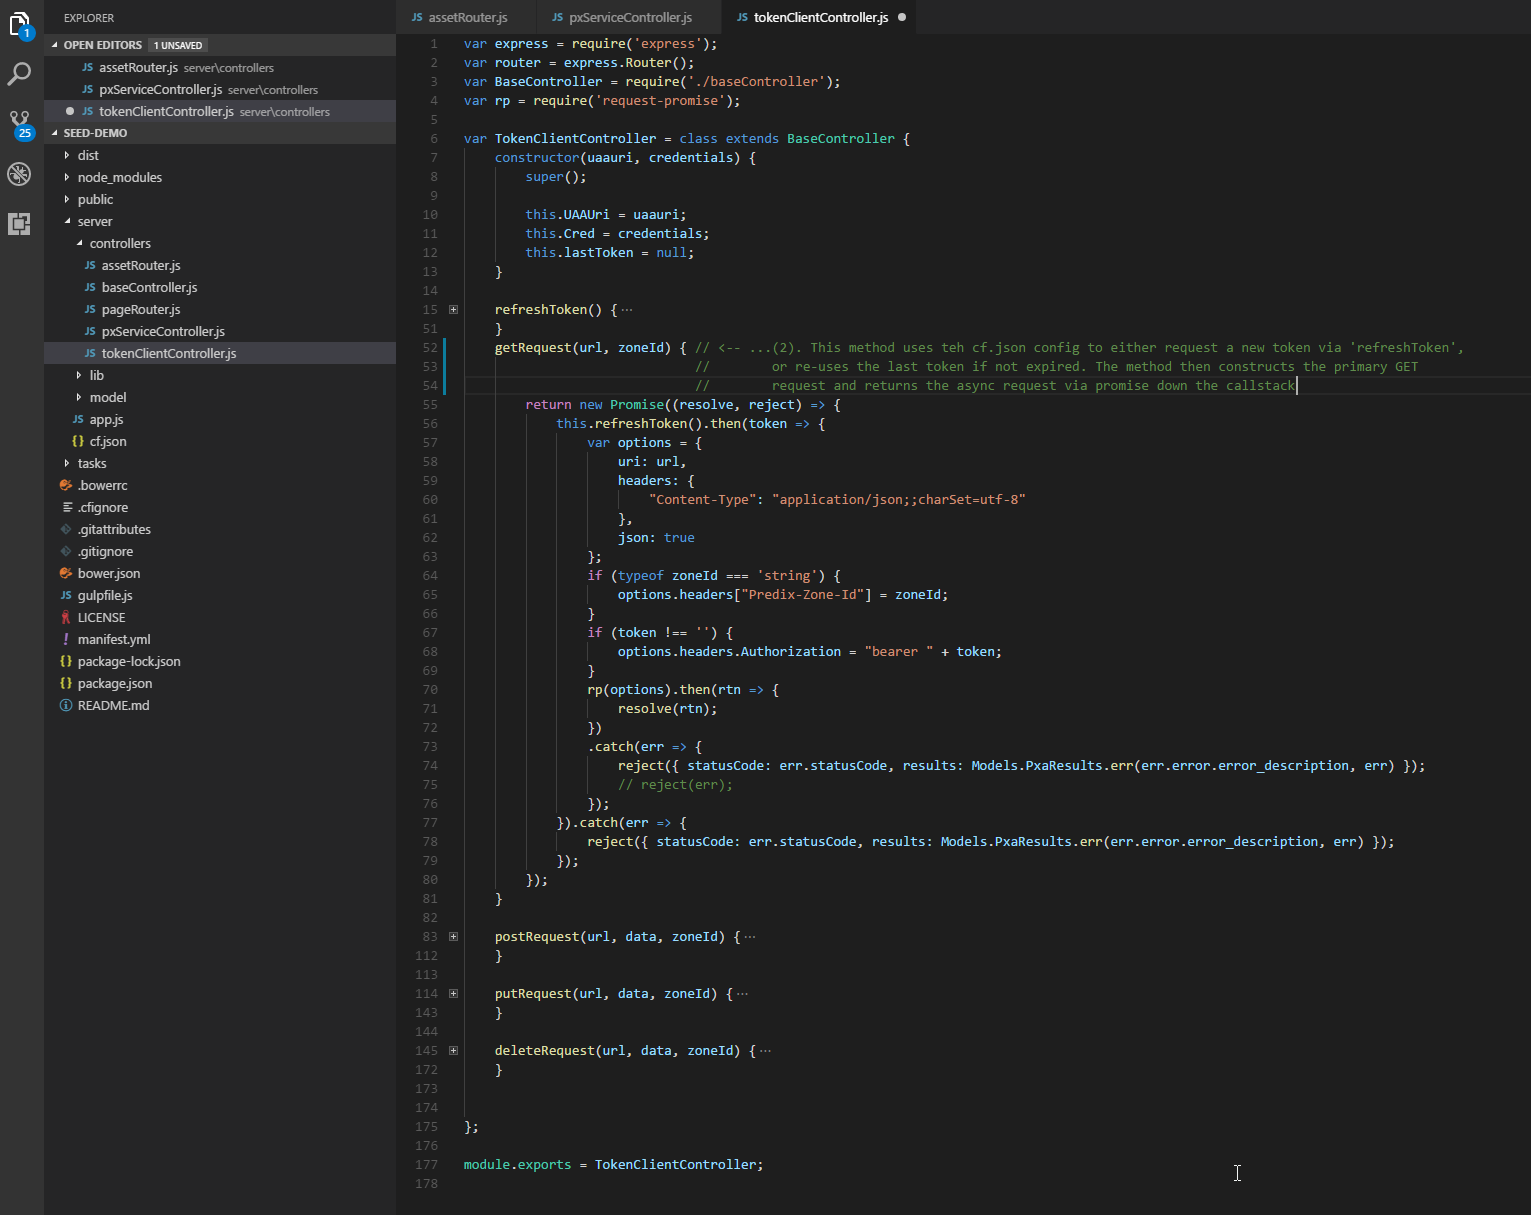 EXPLORER
OPEN EDITORS 1 UNSAVED
JS assetRouter.js server\controllers
JS pxServiceController.js server\controllers
JS tokenClientController.js server\controllers
SEED-DEMO
dist
node_modules
public
server
controllers
JS assetRouter.js
JS baseController.js
JS pageRouter.js
JS pxServiceController.js
JS tokenClientController.js
lib
model
JS app.js
{} cf.json
tasks
.bowerrc
.cfignore
.gitattributes
.gitignore
bower.json
JS gulpfile.js
LICENSE
! manifest.yml
{} package-lock.json
{} package.json
README.md
1
25
JS assetRouter.js JS pxServiceController.js JS tokenClientController.js
1 var express = require('express');
2 var router = express.Router();
3 var BaseController = require('./baseController');
4 var rp = require('request-promise');
5
6 var TokenClientController = class extends BaseController {
7 constructor(uaauri, credentials) {
8 super();
9
10 this.UAAUri = uaauri;
11 this.Cred = credentials;
12 this.lastToken = null;
13 }
14
15 refreshToken() {···
51 }
52 getRequest(url, zoneId) { // <-- ...(2). This method uses teh cf.json config to either request a new token via 'refreshToken',
53 // or re-uses the last token if not expired. The method then constructs the primary GET
54 // request and returns the async request via promise down the callstack
55 return new Promise((resolve, reject) => {
56 this.refreshToken().then(token => {
57 var options = {
58 uri: url,
59 headers: {
60 "Content-Type": "application/json;;charSet=utf-8"
61 },
62 json: true
63 };
64 if (typeof zoneId === 'string') {
65 options.headers["Predix-Zone-Id"] = zoneId;
66 }
67 if (token !== '') {
68 options.headers.Authorization = "bearer " + token;
69 }
70 rp(options).then(rtn => {
71 resolve(rtn);
72 })
73 .catch(err => {
74 reject({ statusCode: err.statusCode, results: Models.PxaResults.err(err.error.error_description, err) });
75 // reject(err);
76 });
77 }).catch(err => {
78 reject({ statusCode: err.statusCode, results: Models.PxaResults.err(err.error.error_description, err) });
79 });
80 });
81 }
82
83 postRequest(url, data, zoneId) {···
112 }
113
114 putRequest(url, data, zoneId) {···
143 }
144
145 deleteRequest(url, data, zoneId) {···
172 }
173
174
175 };
176
177 module.exports = TokenClientController;
178